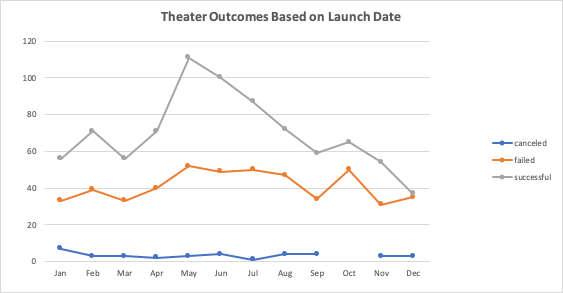 Theater Outcomes Based on Launch Date
120
100
80
60
40
20
0
Jan Feb Mar Apr May Jun Jul Aug Sep Oct Nov Dec
canceled
failed
successful